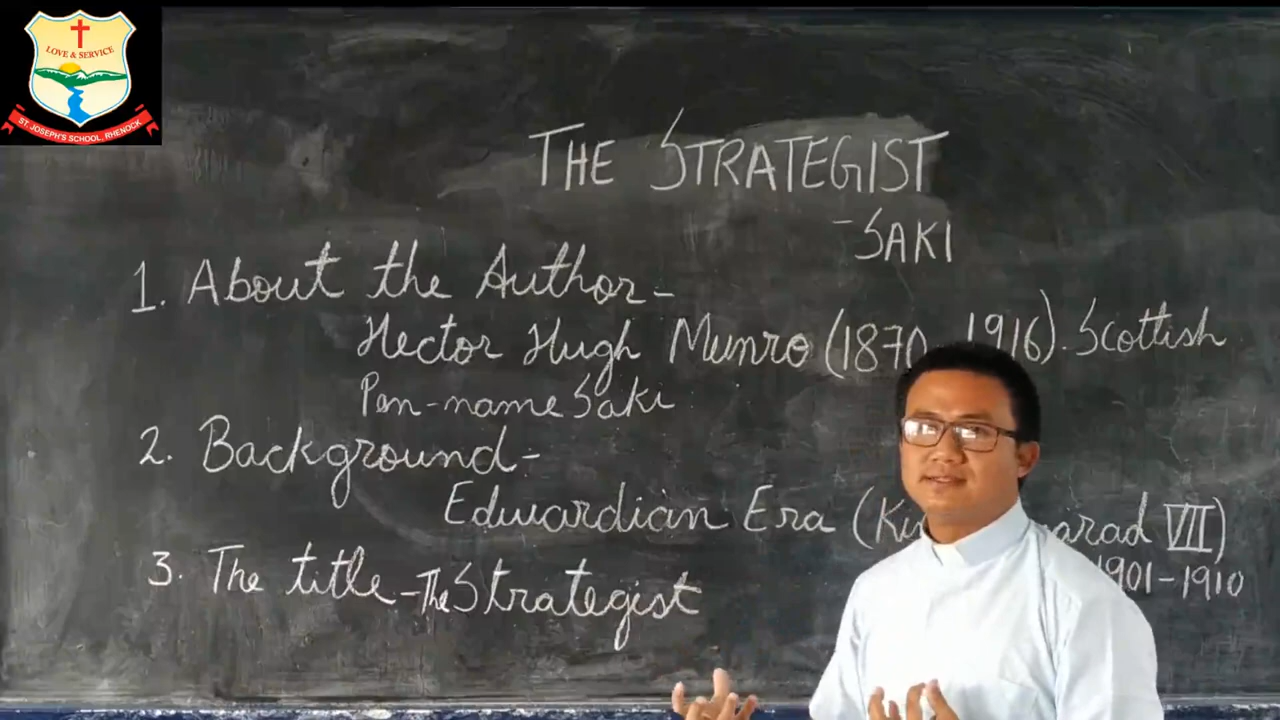 LOVE & SERVICE
ST. JOSEPH'S SCHOOL, RHENOCK
THE STRATEGIST
-SAKI
1. About the Author-
Hector Hugh Munro (1870 1916). Scottish
Pen-name Saki
2. Background-
Edwardian Era ( VII)
1901-1910
3. The title-The Strategist